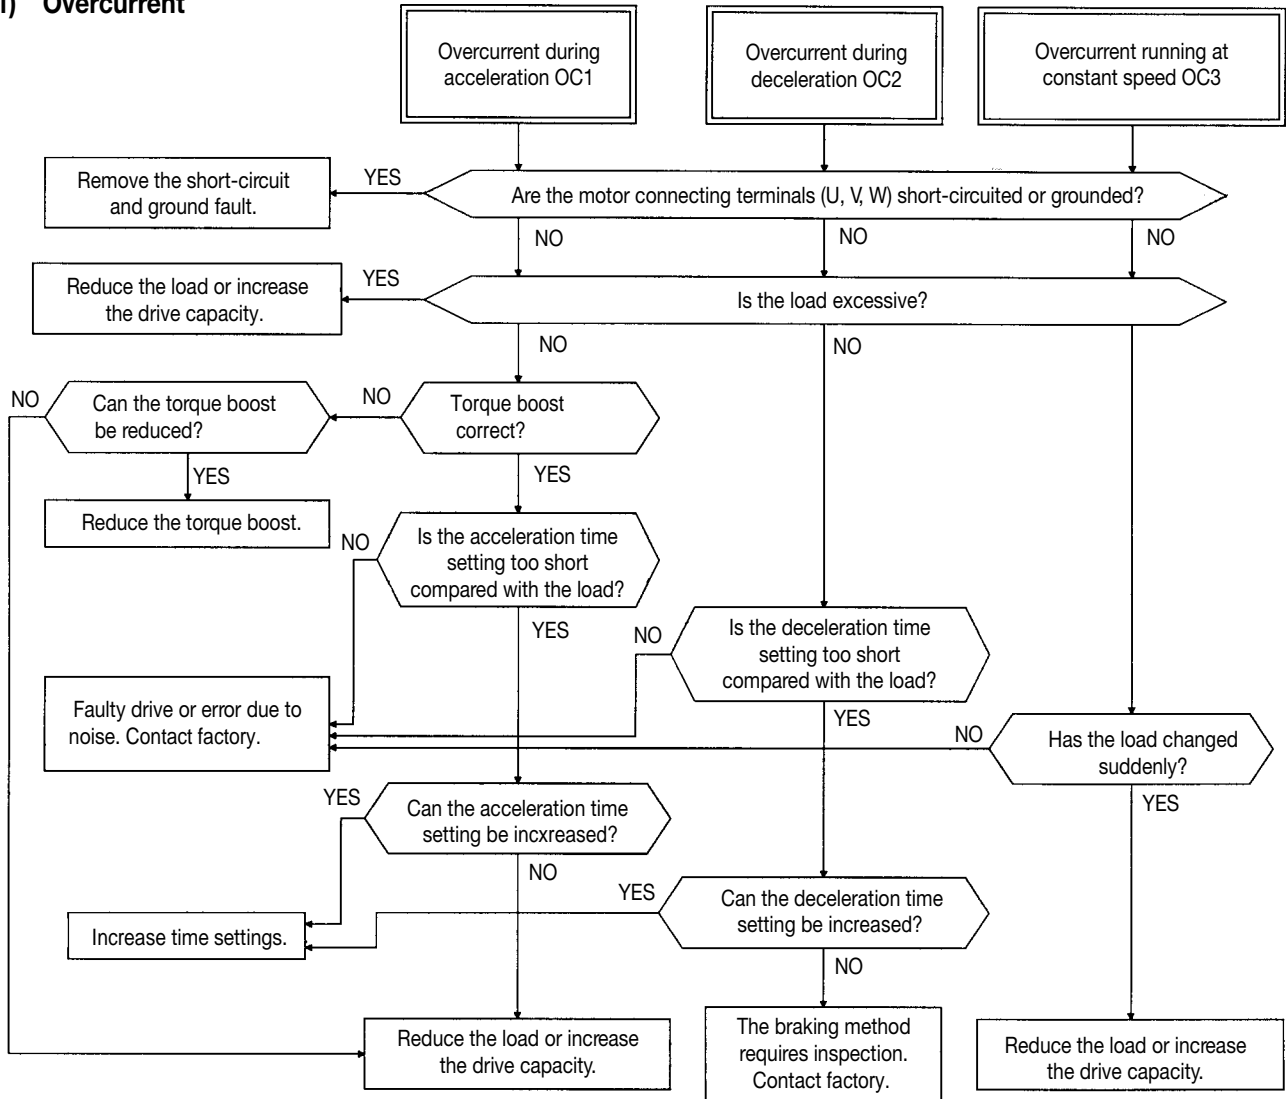 1) Overcurrent
Overcurrent during
acceleration OC1
Overcurrent during
deceleration OC2
Overcurrent running at
constant speed OC3
Remove the short-circuit
and ground fault.
YES
Are the motor connecting terminals (U, V, W) short-circuited or grounded?
NO
NO
NO
Reduce the load or increase
the drive capacity.
YES
Is the load excessive?
NO
NO
NO
Can the torque boost
be reduced?
NO
Torque boost
correct?
YES
YES
Reduce the torque boost.
NO
Is the acceleration time
setting too short
compared with the load?
YES
NO
Is the deceleration time
setting too short
compared with the load?
YES
Faulty drive or error due to
noise. Contact factory.
NO
Has the load changed
suddenly?
YES
YES
Can the acceleration time
setting be incxreased?
NO
YES
Can the deceleration time
setting be increased?
NO
Increase time settings.
Reduce the load or increase
the drive capacity.
The braking method
requires inspection.
Contact factory.
Reduce the load or increase
the drive capacity.